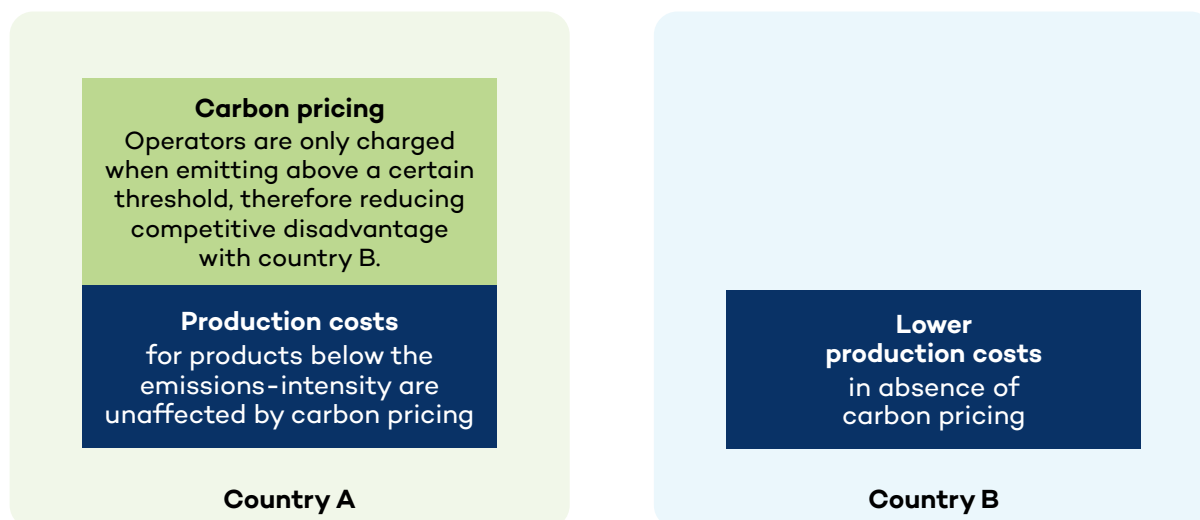 Carbon pricing
Operators are only charged
when emitting above a certain
threshold, therefore reducing
competitive disadvantage
with country B.
Production costs
for products below the
emissions-intensity are
unaffected by carbon pricing
Country A
Lower
production costs
in absence of
carbon pricing
Country B